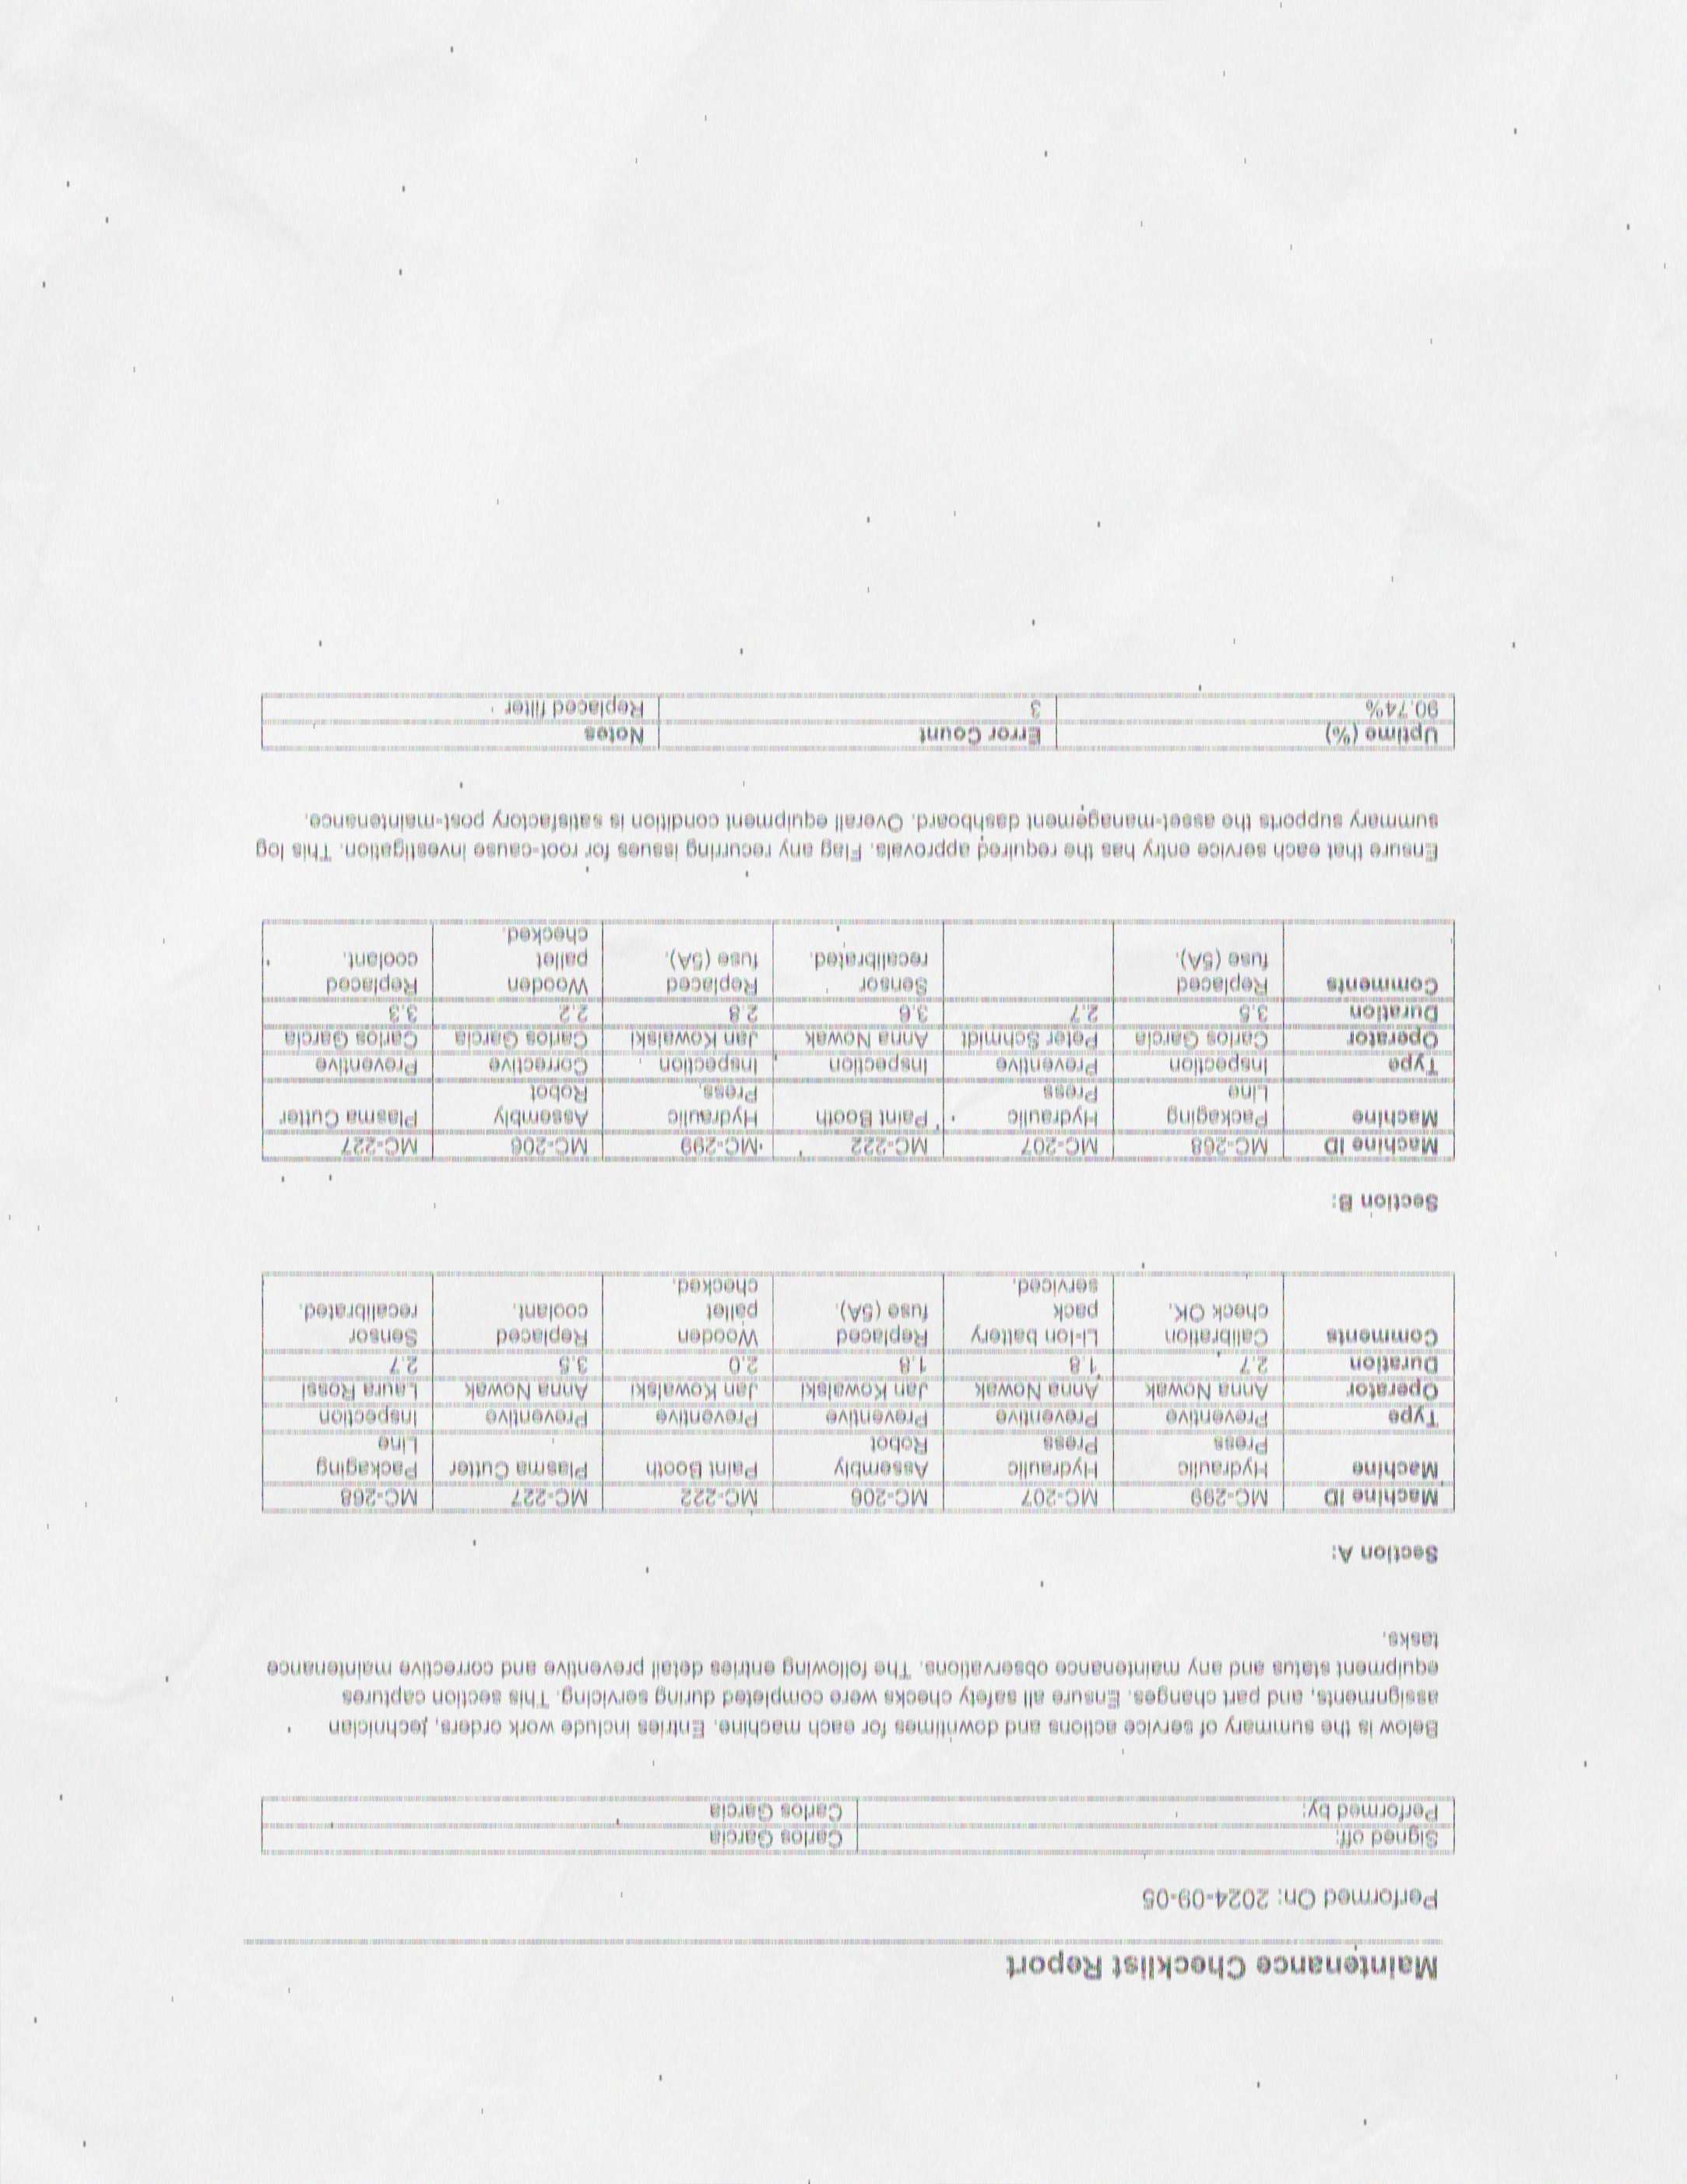 Maintenance Checklist Report
Performed On: 2024-09-05
Signed off: Carlos Garcia
Performed by: Carlos Garcia
Below is the summary of service actions and downtimes for each machine. Entries include work orders, technician
assignments, and part changes. Ensure all safety checks were completed during servicing. This section captures
equipment status and any maintenance observations. The following entries detail preventive and corrective maintenance
tasks.
Section A:
Machine ID MC-299 MC-207 MC-206 MC-222 MC-227 MC-268
Machine Hydraulic Hydraulic Assembly Paint Booth Plasma Cutter Packaging
Press Press Robot Line
Type Preventive Preventive Preventive Preventive Preventive Inspection
Operator Anna Nowak Anna Nowak Jan Kowalski Jan Kowalski Anna Nowak Laura Rossi
Duration 2.7 1.8 1.8 2.0 3.5 2.7
Comments Calibration Li-Ion battery Replaced Wooden Replaced Sensor
check OK. pack fuse (5A). pallet coolant. recalibrated.
serviced. checked.
Section B:
Machine ID MC-268 MC-207 MC-222 MC-299 MC-206 MC-227
Machine Packaging Hydraulic Paint Booth Hydraulic Assembly Plasma Cutter
Line Press Press Robot
Type Inspection Preventive Inspection Inspection Corrective Preventive
Operator Carlos Garcia Peter Schmidt Anna Nowak Jan Kowalski Carlos Garcia Carlos Garcia
Duration 3.5 2.7 3.6 2.8 2.2 3.3
Comments Replaced Sensor Replaced Wooden Replaced
fuse (5A). recalibrated. fuse (5A). pallet coolant.
checked.
Ensure that each service entry has the required approvals. Flag any recurring issues for root-cause investigation. This log
summary supports the asset-management dashboard. Overall equipment condition is satisfactory post-maintenance.
Uptime (%) Error Count Notes
90.74% 3 Replaced filter